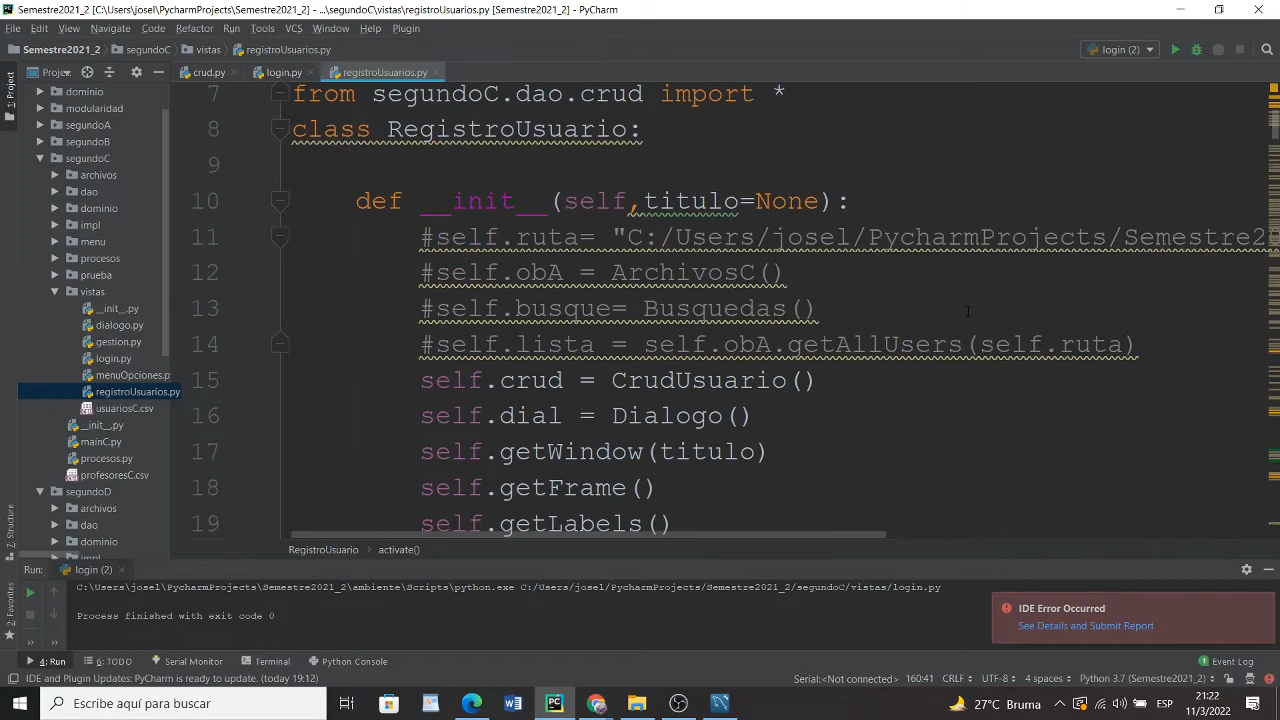 Semestre2021_2 [C:\Users\josel\PycharmProjects\Semestre2021_2] - ...\segundoC\vistas\registroUsuarios.py [Semestre2021_2] - PyCharm
File Edit View Navigate Code Refactor Run Tools VCS Window Help Plugin
Semestre2021_2 segundoC vistas registroUsuarios.py
login (2)
Projec
crud.py login.py registroUsuarios.py
1: Project
dominio
modularidad
segundoA
segundoB
segundoC
archivos
dao
dominio
impl
menu
procesos
prueba
vistas
__init__.py
dialogo.py
gestion.py
login.py
menuOpciones.py
registroUsuarios.py
usuariosC.csv
__init__.py
mainC.py
procesos.py
profesoresC.csv
segundoD
archivos
dao
dominio
impl
7 from segundoC.dao.crud import *
8 class RegistroUsuario:
9
10 def __init__(self,titulo=None):
11 #self.ruta= "C:/Users/josel/PycharmProjects/Semestre2
12 #self.obA = ArchivosC()
13 #self.busque= Busquedas()
14 #self.lista = self.obA.getAllUsers(self.ruta)
15 self.crud = CrudUsuario()
16 self.dial = Dialogo()
17 self.getWindow(titulo)
18 self.getFrame()
19 self.getLabels()
RegistroUsuario activate()
7: Structure
2: Favorites
Run: login (2)
C:\Users\josel\PycharmProjects\Semestre2021_2\ambiente\Scripts\python.exe C:/Users/josel/PycharmProjects/Semestre2021_2/segundoC/vistas/login.py
Process finished with exit code 0
IDE Error Occurred
See Details and Submit Report
4: Run 6: TODO Serial Monitor Terminal Python Console 1 Event Log
IDE and Plugin Updates: PyCharm is ready to update. (today 19:12) Serial:<Not connected> 160:41 CRLF UTF-8 4 spaces Python 3.7 (Semestre2021_2)
Escribe aquí para buscar
27°C Bruma
ESP
21:22
11/3/2022